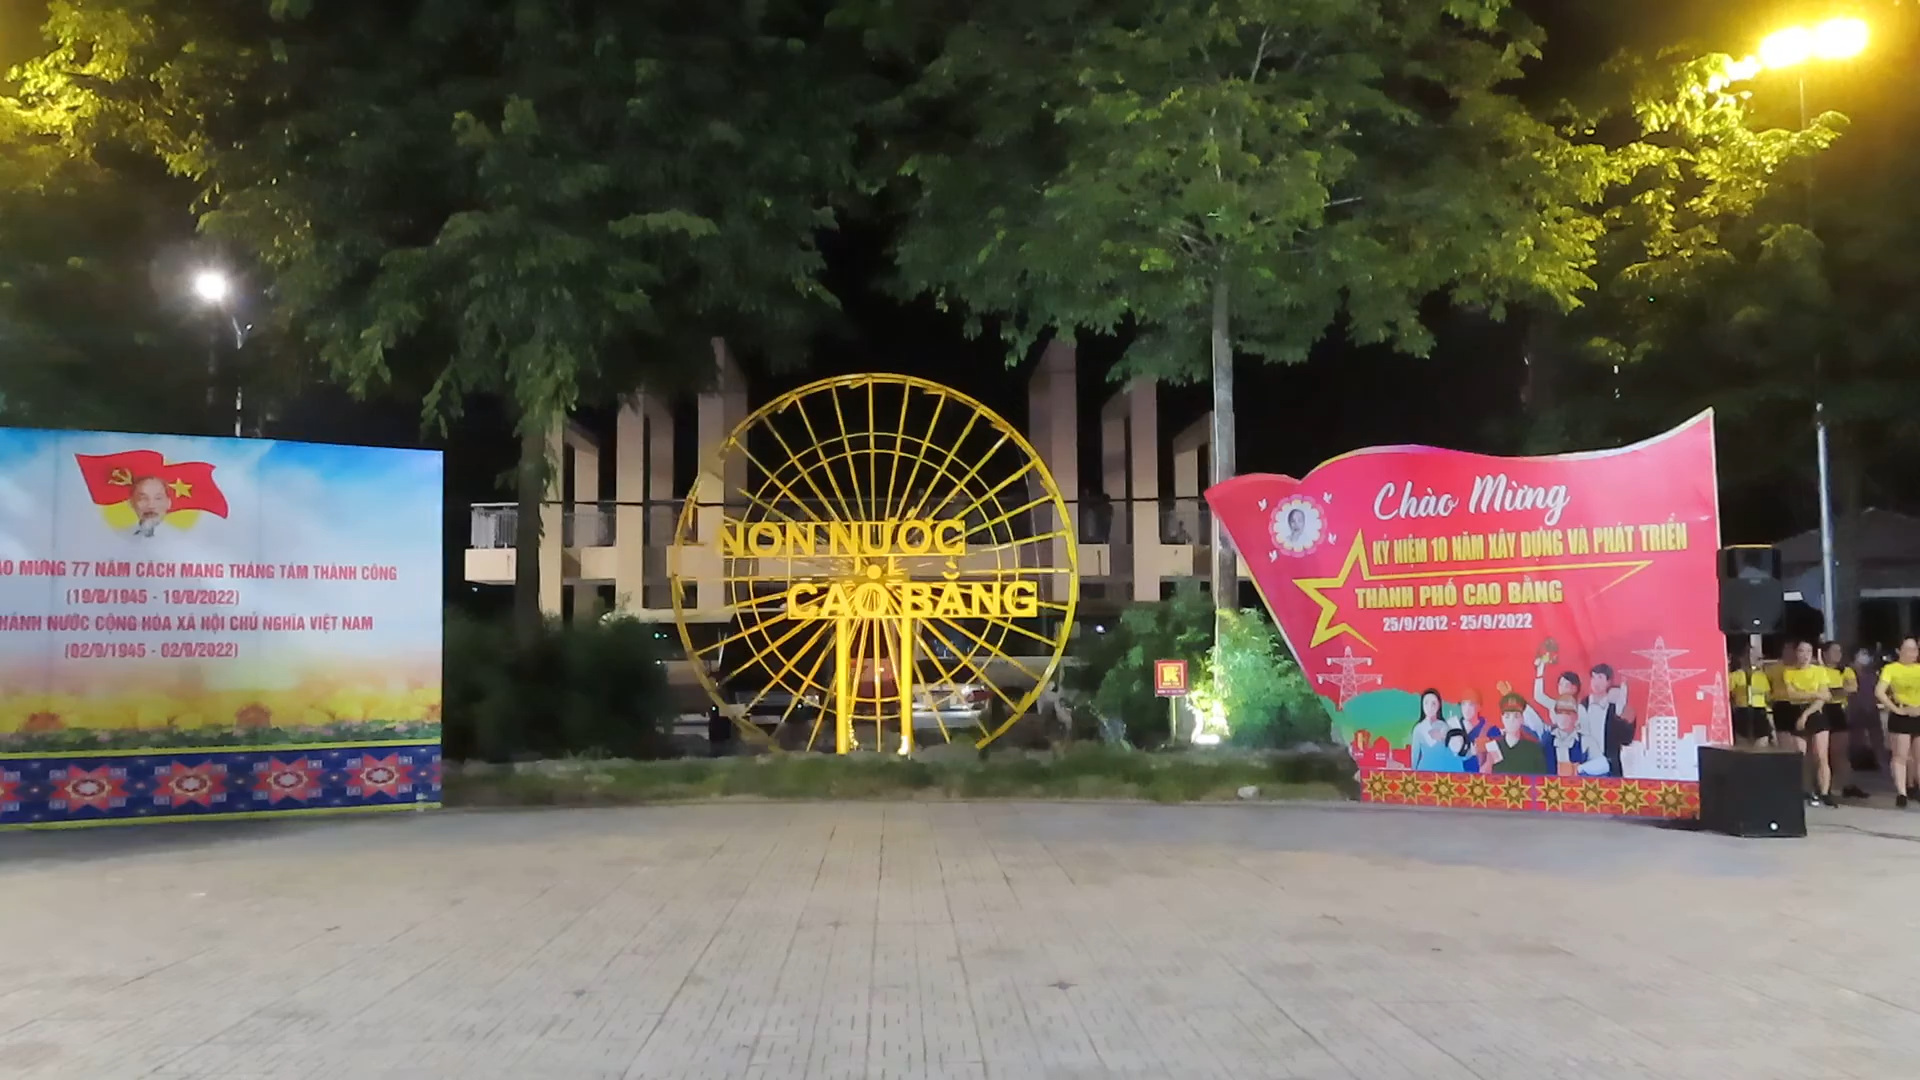 ÀO MỪNG 77 NĂM CÁCH MẠNG THÁNG TÁM THÀNH CÔNG
(19/8/1945 - 19/8/2022)
KHÁNH NƯỚC CỘNG HÒA XÃ HỘI CHỦ NGHĨA VIỆT NAM
(02/9/1945 - 02/9/2022)
NON NƯỚC
CAO BẰNG
Chào Mừng
KỶ NIỆM 10 NĂM XÂY DỰNG VÀ PHÁT TRIỂN
THÀNH PHỐ CAO BẰNG
25/9/2012 - 25/9/2022